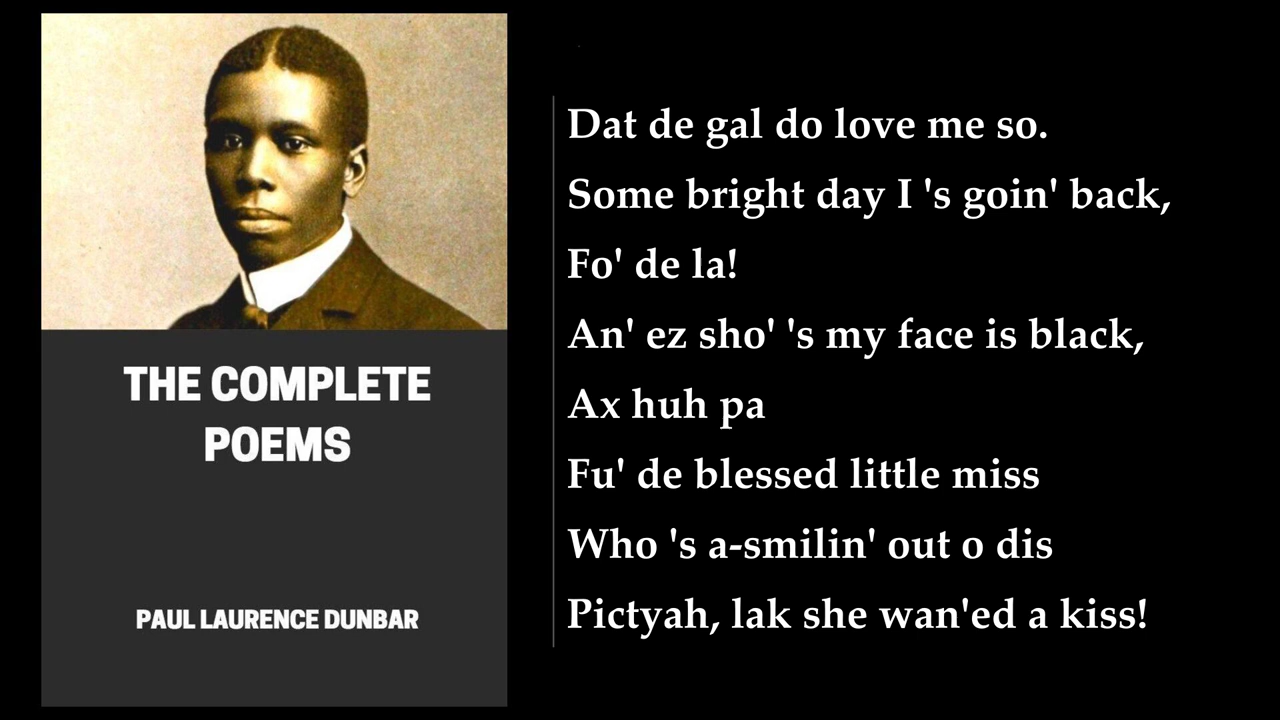 THE COMPLETE
POEMS
PAUL LAURENCE DUNBAR
Dat de gal do love me so.
Some bright day I 's goin' back,
Fo' de la!
An' ez sho' 's my face is black,
Ax huh pa
Fu' de blessed little miss
Who 's a-smilin' out o dis
Pictyah, lak she wan'ed a kiss!